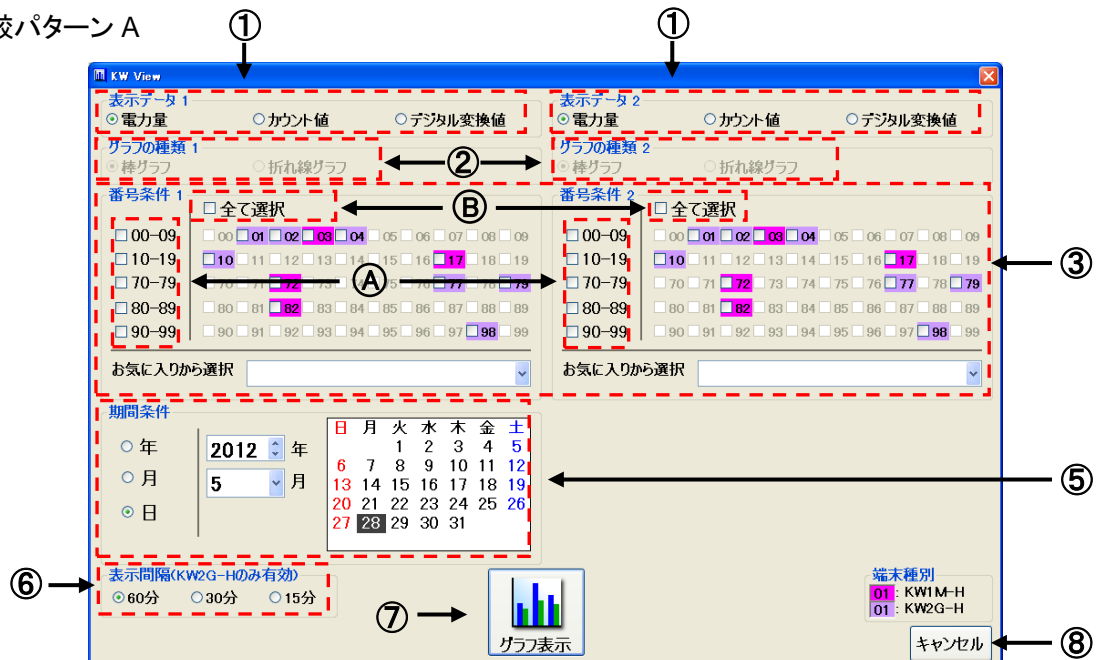 較パターン A
① ①
KW View
表示データ 1 表示データ 2
電力量 カウント値 デジタル変換値 電力量 カウント値 デジタル変換値
グラフの種類 1 ② グラフの種類 2
棒グラフ 折れ線グラフ 棒グラフ 折れ線グラフ
番号条件 1 番号条件 2
全て選択 Ⓑ 全て選択
00-09 00 01 02 03 04 05 06 07 08 09 00-09 00 01 02 03 04 05 06 07 08 09
10-19 10 11 12 13 14 15 16 17 18 19 10-19 10 11 12 13 14 15 16 17 18 19 ③
70-79 70 71 72 73 74 75 76 77 78 79 Ⓐ 70-79 70 71 72 73 74 75 76 77 78 79
80-89 80 81 82 83 84 85 86 87 88 89 80-89 80 81 82 83 84 85 86 87 88 89
90-99 90 91 92 93 94 95 96 97 98 99 90-99 90 91 92 93 94 95 96 97 98 99
お気に入りから選択 お気に入りから選択
期間条件
年 2012 年
月 5 月
日
日 月 火 水 木 金 土
1 2 3 4 5
6 7 8 9 10 11 12
13 14 15 16 17 18 19 ⑤
20 21 22 23 24 25 26
27 28 29 30 31
⑥ 表示間隔(KW2G-Hのみ有効)
60分 30分 15分
⑦ グラフ表示
端末種別
01 : KW1M-H
01 : KW2G-H
キャンセル ⑧